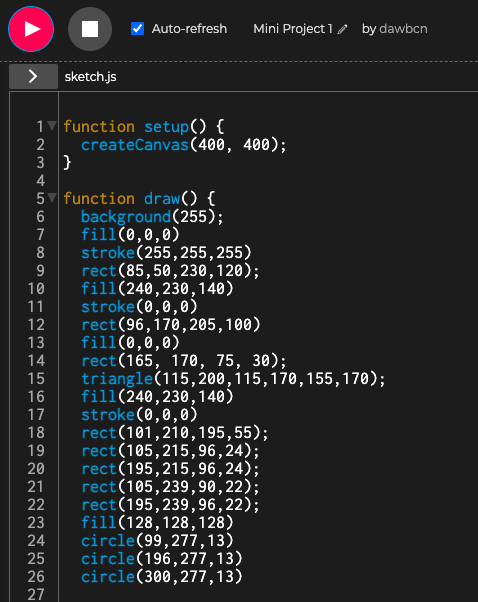 Auto-refresh Mini Project 1 by dawbcn
sketch.js
1 function setup() {
2 createCanvas(400, 400);
3 }
4
5 function draw() {
6 background(255);
7 fill(0,0,0)
8 stroke(255,255,255)
9 rect(85,50,230,120);
10 fill(240,230,140)
11 stroke(0,0,0)
12 rect(96,170,205,100)
13 fill(0,0,0)
14 rect(165, 170, 75, 30);
15 triangle(115,200,115,170,155,170);
16 fill(240,230,140)
17 stroke(0,0,0)
18 rect(101,210,195,55);
19 rect(105,215,96,24);
20 rect(195,215,96,24);
21 rect(105,239,90,22);
22 rect(195,239,96,22);
23 fill(128,128,128)
24 circle(99,277,13)
25 circle(196,277,13)
26 circle(300,277,13)
27